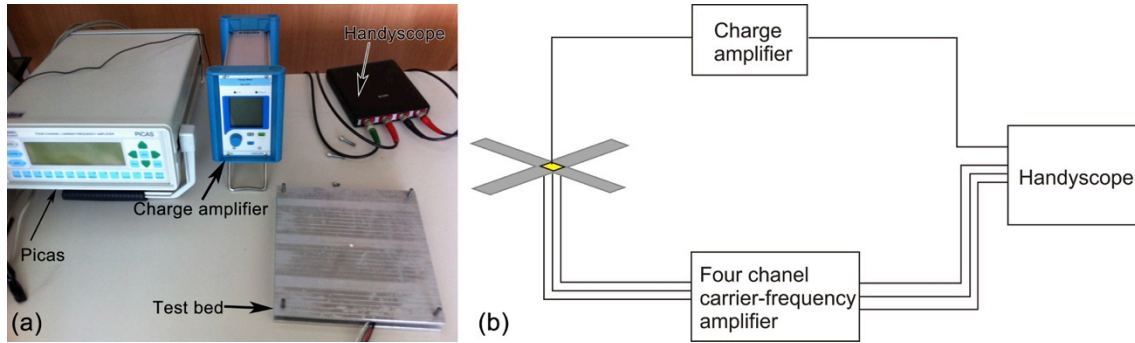 Handyscope
PICAS
Charge amplifier
Picas
Test bed
(a)
Charge
amplifier
Handyscope
Four chanel
carrier-frequency
amplifier
(b)